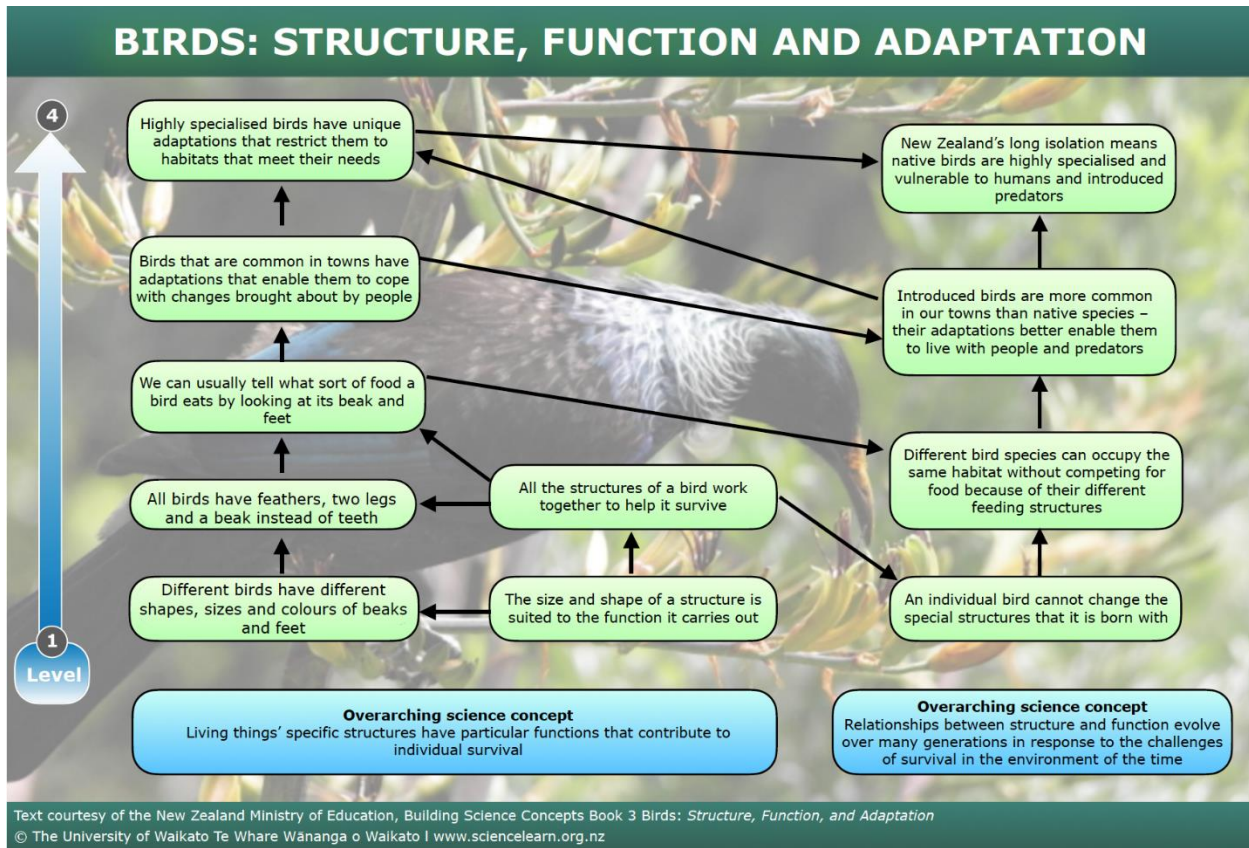 BIRDS: STRUCTURE, FUNCTION AND ADAPTATION
4
Highly specialised birds have unique
adaptations that restrict them to
habitats that meet their needs
New Zealand's long isolation means
native birds are highly specialised and
vulnerable to humans and introduced
predators
Birds that are common in towns have
adaptations that enable them to cope
with changes brought about by people
Introduced birds are more common
in our towns than native species –
their adaptations better enable them
to live with people and predators
We can usually tell what sort of food a
bird eats by looking at its beak and
feet
Different bird species can occupy the
same habitat without competing for
food because of their different
feeding structures
All birds have feathers, two legs
and a beak instead of teeth
All the structures of a bird work
together to help it survive
Different birds have different
shapes, sizes and colours of beaks
and feet
The size and shape of a structure is
suited to the function it carries out
An individual bird cannot change the
special structures that it is born with
1
Level
Overarching science concept
Living things' specific structures have particular functions that contribute to
individual survival
Overarching science concept
Relationships between structure and function evolve
over many generations in response to the challenges
of survival in the environment of the time
Text courtesy of the New Zealand Ministry of Education, Building Science Concepts Book 3 Birds: Structure, Function, and Adaptation
© The University of Waikato Te Whare Wānanga o Waikato l www.sciencelearn.org.nz